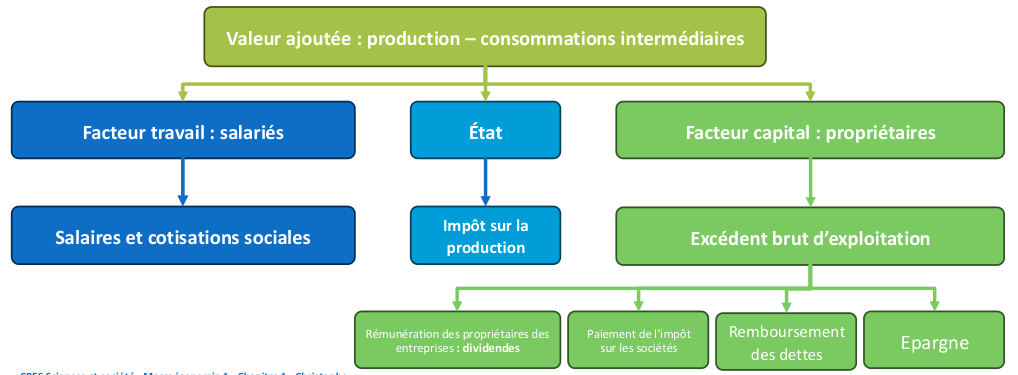 Valeur ajoutée : production – consommations intermédiaires
Facteur travail : salariés
État
Facteur capital : propriétaires
Salaires et cotisations sociales
Impôt sur la
production
Excédent brut d’exploitation
Rémunération des propriétaires des
entreprises : dividendes
Paiement de l’impôt
sur les sociétés
Remboursement
des dettes
Epargne